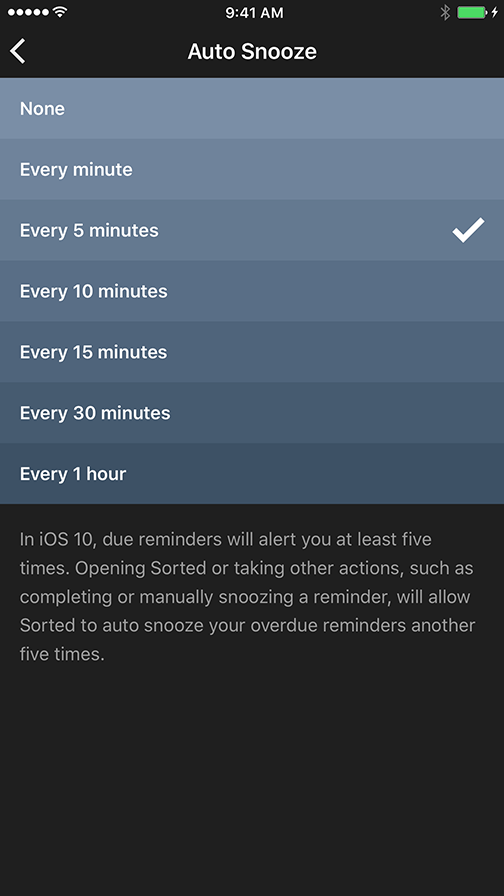 9:41 AM
Auto Snooze
None
Every minute
Every 5 minutes
Every 10 minutes
Every 15 minutes
Every 30 minutes
Every 1 hour
In iOS 10, due reminders will alert you at least five
times. Opening Sorted or taking other actions, such as
completing or manually snoozing a reminder, will allow
Sorted to auto snooze your overdue reminders another
five times.